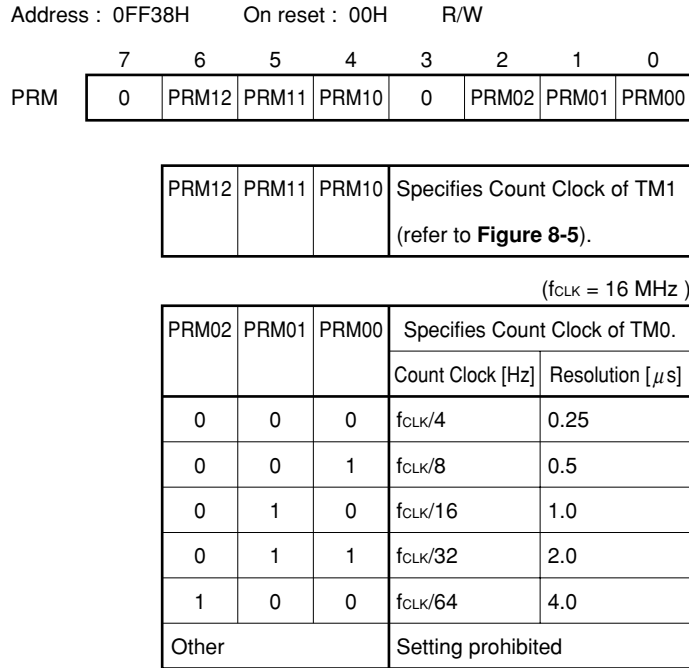 Address : 0FF38H On reset : 00H R/W
7 6 5 4 3 2 1 0
PRM 0 PRM12 PRM11 PRM10 0 PRM02 PRM01 PRM00
PRM12 PRM11 PRM10 Specifies Count Clock of TM1
(refer to Figure 8-5).
(fCLK = 16 MHz )
PRM02 PRM01 PRM00 Specifies Count Clock of TM0.
Count Clock [Hz] Resolution [μs]
0 0 0 fCLK/4 0.25
0 0 1 fCLK/8 0.5
0 1 0 fCLK/16 1.0
0 1 1 fCLK/32 2.0
1 0 0 fCLK/64 4.0
Other Setting prohibited